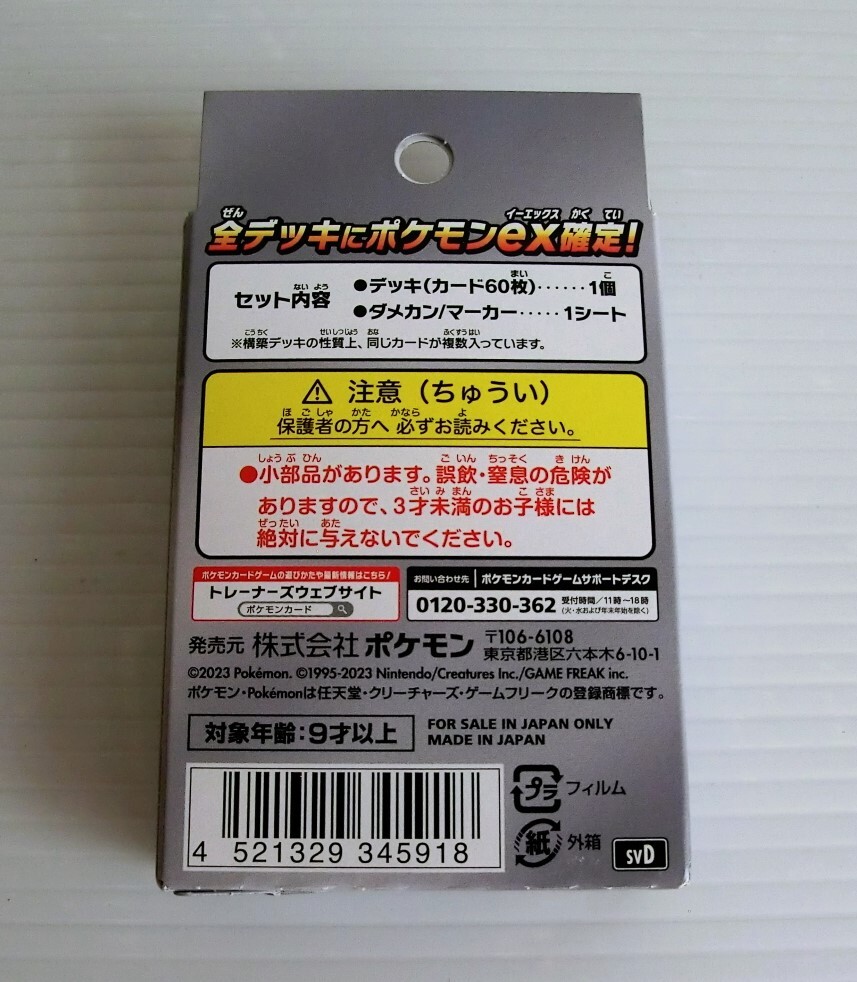 全デッキにポケモンex確定!
セット内容
●デッキ(カード60枚)······1個
●ダメカン/マーカー·····1シート
※構築デッキの性質上、同じカードが複数入っています。
⚠ 注意(ちゅうい)
保護者の方へ 必ずお読みください。
●小部品があります。誤飲・窒息の危険が
ありますので、3才未満のお子様には
絶対に与えないでください。
ポケモンカードゲームの遊びかたや最新情報はこちら!
トレーナーズウェブサイト
ポケモンカード
お問い合わせ先 ポケモンカードゲームサポートデスク
0120-330-362 受付時間/11時~18時
(火・水および年末年始を除く)
発売元 株式会社 ポケモン
〒106-6108
東京都港区六本木6-10-1
©2023 Pokémon. ©1995-2023 Nintendo/Creatures Inc./GAME FREAK inc.
ポケモン・Pokémonは任天堂・クリーチャーズ・ゲームフリークの登録商標です。
対象年齢:9才以上
FOR SALE IN JAPAN ONLY
MADE IN JAPAN
4 521329 345918
プラ フィルム
紙 外箱
svD